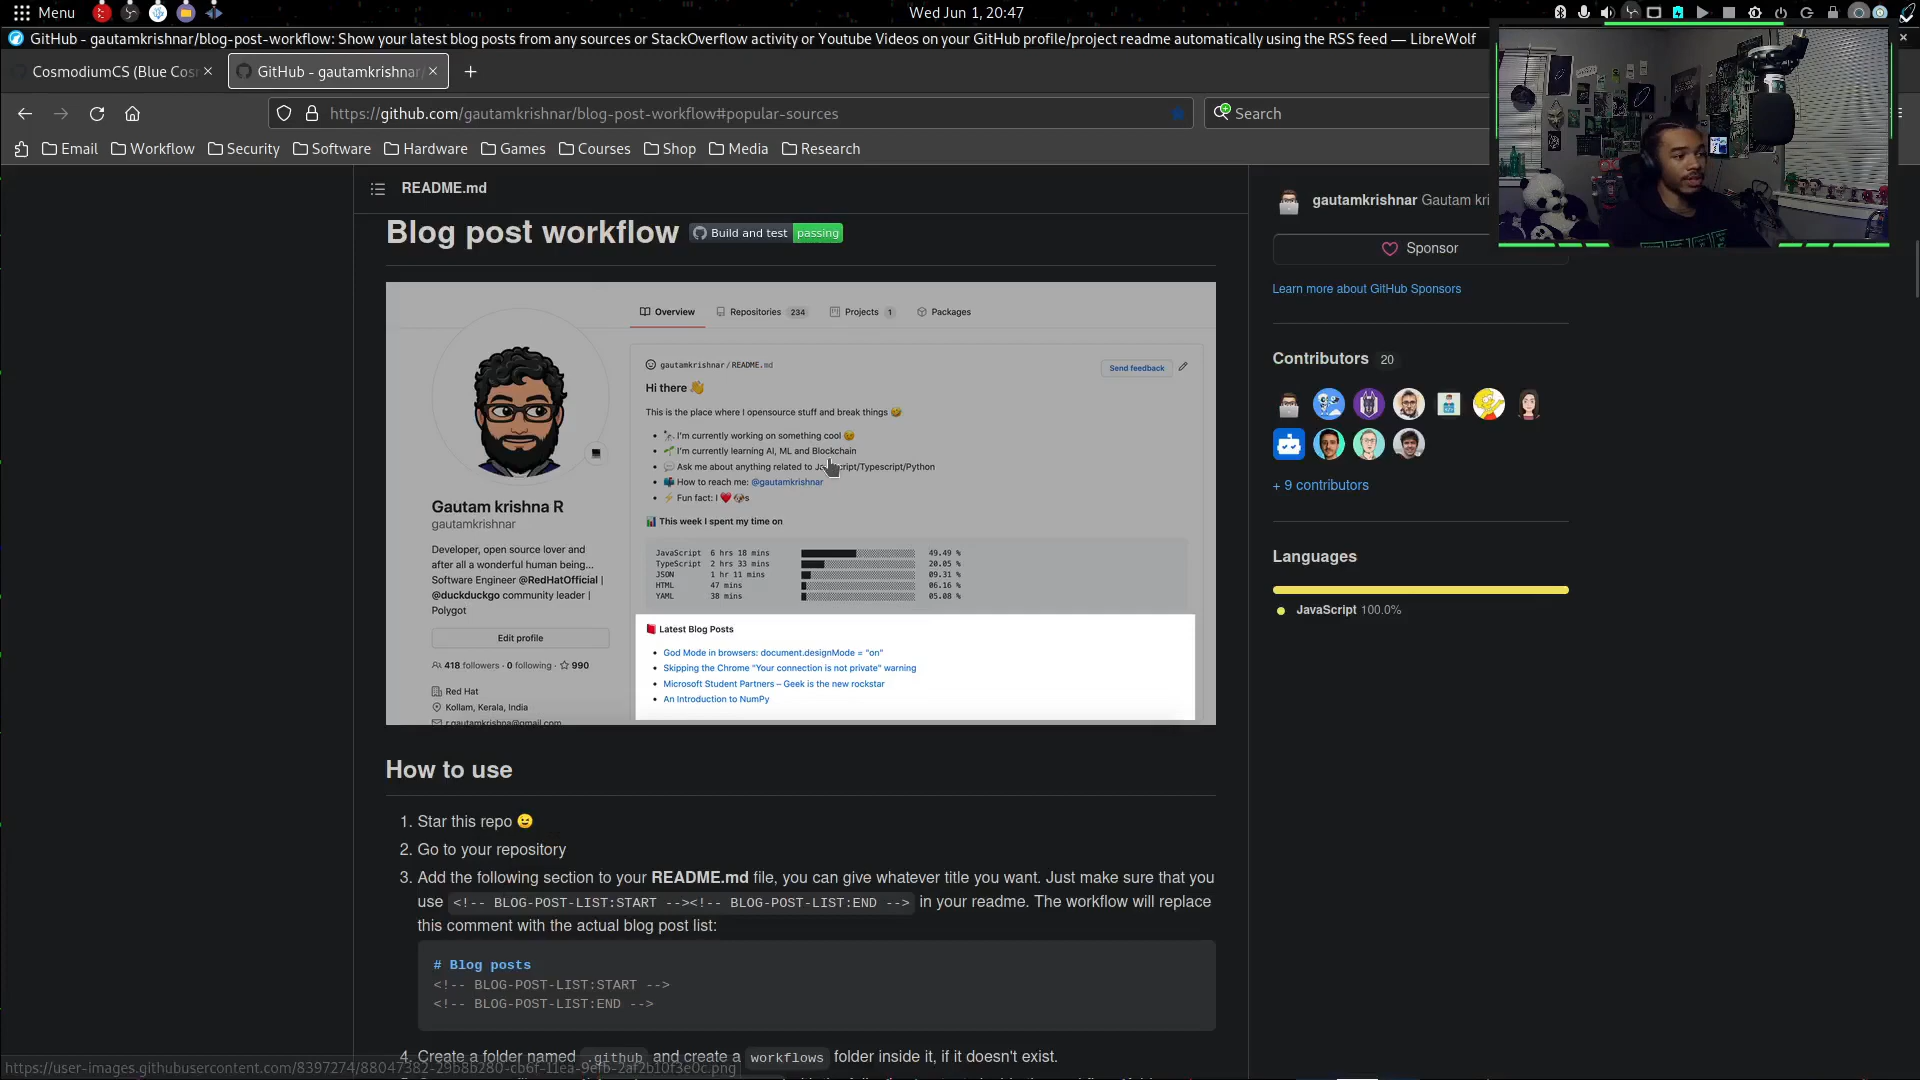 Menu
Wed Jun 1, 20:47
GitHub - gautamkrishnar/blog-post-workflow: Show your latest blog posts from any sources or StackOverflow activity or Youtube Videos on your GitHub profile/project readme automatically using the RSS feed — LibreWolf
CosmodiumCS (Blue Cos
GitHub - gautamkrishnar/
https://github.com/gautamkrishnar/blog-post-workflow#popular-sources
Search
Email
Workflow
Security
Software
Hardware
Games
Courses
Shop
Media
Research
README.md
Blog post workflow
Build and test passing
Overview
Repositories 234
Projects 1
Packages
gautamkrishnar / README.md
Send feedback
Hi there 👋
This is the place where I opensource stuff and break things 🤣
🔭 I'm currently working on something cool 😉
🌱 I'm currently learning AI, ML and Blockchain
💬 Ask me about anything related to /Typescript/Python
📫 How to reach me: @gautamkrishnar
⚡ Fun fact: I ❤️ 🐶s
📊 This week I spent my time on
JavaScript 6 hrs 18 mins 49.49 %
TypeScript 2 hrs 33 mins 20.05 %
JSON 1 hr 11 mins 09.31 %
HTML 47 mins 06.16 %
YAML 38 mins 05.08 %
📕 Latest Blog Posts
God Mode in browsers: document.designMode = "on"
Skipping the Chrome "Your connection is not private" warning
Microsoft Student Partners – Geek is the new rockstar
An Introduction to NumPy
Gautam krishna R
gautamkrishnar
Developer, open source lover and
after all a wonderful human being...
Software Engineer @RedHatOfficial |
@duckduckgo community leader |
Polygot
Edit profile
418 followers · 0 following · 990
Red Hat
Kollam, Kerala, India
r.gautamkrishna@gmail.com
How to use
1. Star this repo 😉
2. Go to your repository
3. Add the following section to your README.md file, you can give whatever title you want. Just make sure that you
use <!-- BLOG-POST-LIST:START --><!-- BLOG-POST-LIST:END --> in your readme. The workflow will replace
this comment with the actual blog post list:
# Blog posts
<!-- BLOG-POST-LIST:START -->
<!-- BLOG-POST-LIST:END -->
4. Create a folder named .github and create a workflows folder inside it, if it doesn't exist.
gautamkrishnar Gautam kri
Sponsor
Learn more about GitHub Sponsors
Contributors 20
+ 9 contributors
Languages
JavaScript 100.0%